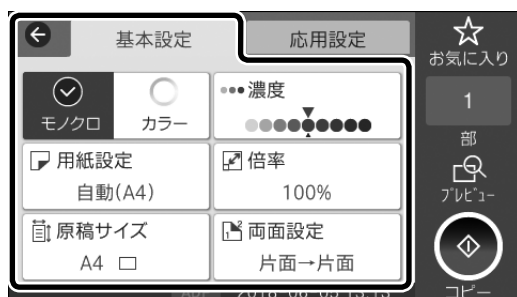 基本設定
応用設定
お気に入り
モノクロ
カラー
濃度
1
部
用紙設定
自動(A4)
倍率
100%
ﾌﾟﾚﾋﾞｭｰ
原稿サイズ
A4
両面設定
片面→片面
コピー